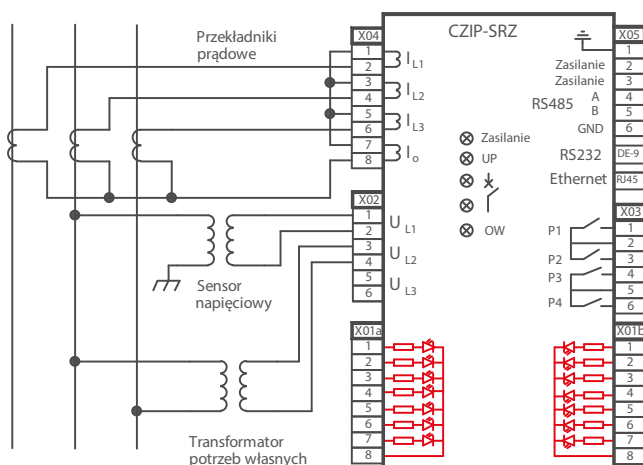 Przekładniki
prądowe
X04
1
2
3
4
5
6
7
8
I L1
I L2
I L3
I o
CZIP-SRZ
X05
1
Zasilanie 2
Zasilanie 3
RS485 A 4
B 5
GND 6
RS232 DE-9
Ethernet RJ45
Zasilanie
UP
OW
X02
1
2
3
4
5
6
U L1
U L2
U L3
Sensor
napięciowy
X03
P1 1
2
P2 3
P3 4
5
P4 6
X01a
1
2
3
4
5
6
7
8
X01b
1
2
3
4
5
6
7
8
Transformator
potrzeb własnych